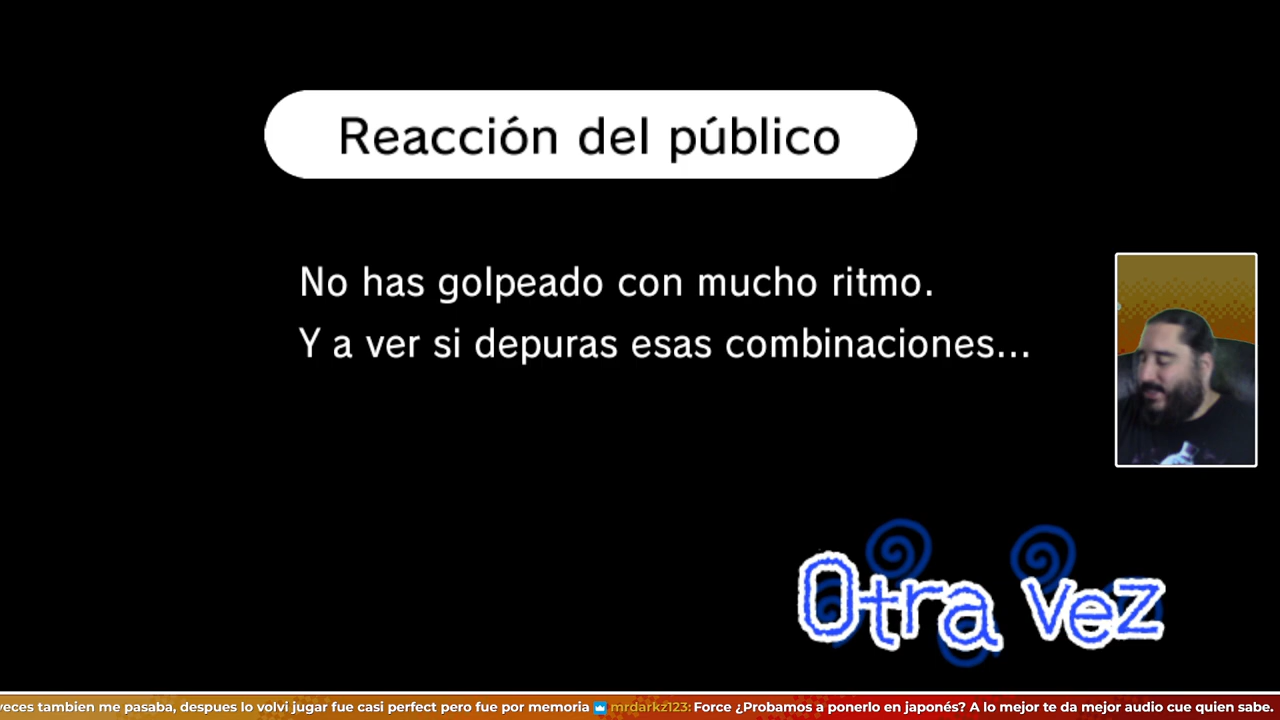 Reacción del público
No has golpeado con mucho ritmo.
Y a ver si depuras esas combinaciones...
Otra vez
veces tambien me pasaba, despues lo volvi jugar fue casi perfect pero fue por memoria mrdarkz123: Force ¿Probamos a ponerlo en japonés? A lo mejor te da mejor audio cue quien sabe.